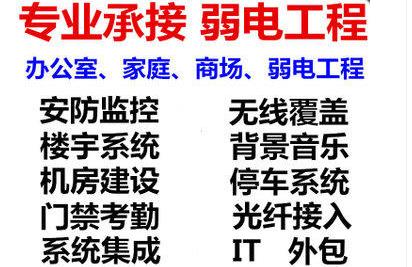 专业承接 弱电工程
办公室、家庭、商场、弱电工程
安防监控 无线覆盖
楼宇系统 背景音乐
机房建设 停车系统
门禁考勤 光纤接入
系统集成 IT 外包